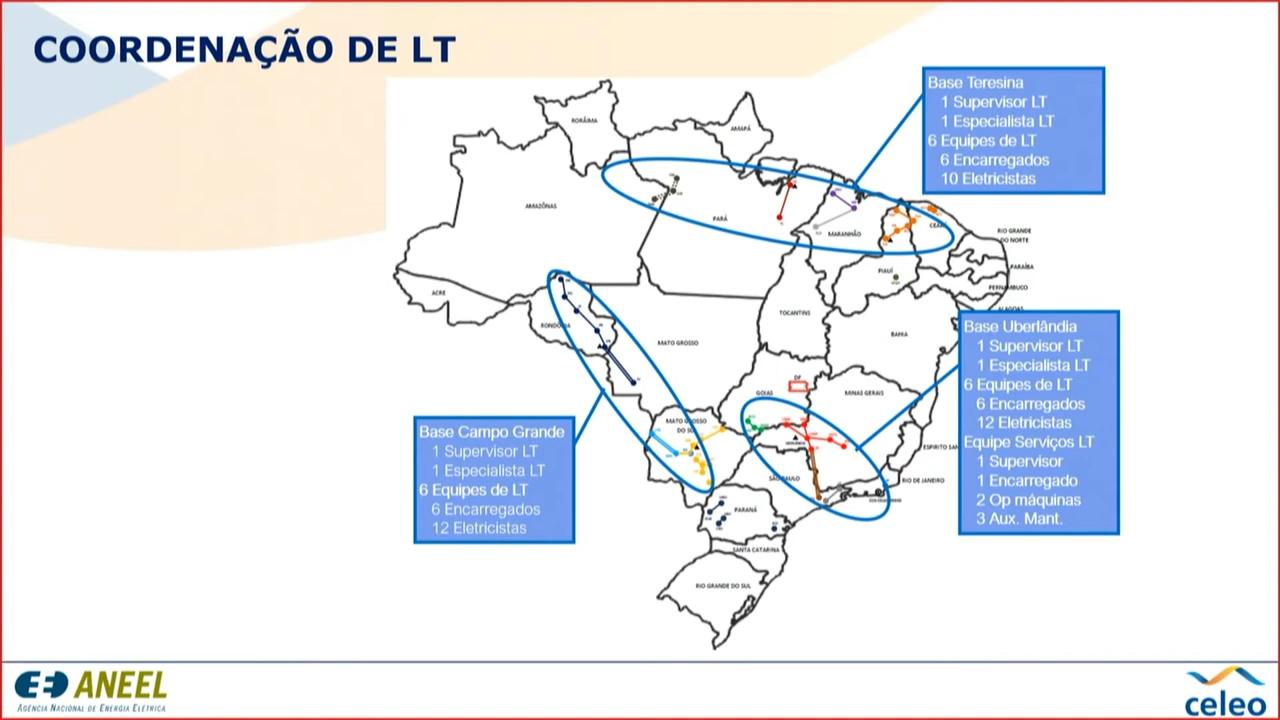 COORDENAÇÃO DE LT
Base Teresina
1 Supervisor LT
1 Especialista LT
6 Equipes de LT
6 Encarregados
10 Eletricistas
RORÂIMA
AMAPÁ
AMAZÔNAS
PARÁ
MARANHÃO
CEARÁ
RIO GRANDE
DO NORTE
PARAÍBA
PIAUÍ
PERNAMBUCO
ALAGOAS
ACRE
RONDÔNIA
TOCANTINS
MATO GROSSO
BAHIA
Base Uberlândia
1 Supervisor LT
1 Especialista LT
6 Equipes de LT
6 Encarregados
12 Eletricistas
Equipe Serviços LT
1 Supervisor
1 Encarregado
2 Op máquinas
3 Aux. Mant.
DF
GOIAS
MINAS GERAIS
MATO GROSSO
DO SUL
ESPIRITO SAN
Base Campo Grande
1 Supervisor LT
1 Especialista LT
6 Equipes de LT
6 Encarregados
12 Eletricistas
SÃO PAULO
RIO DE JANEIRO
PARANÁ
SANTA CATARINA
RIO GRANDE DO SUL
ANEEL
AGÊNCIA NACIONAL DE ENERGIA ELÉTRICA
celeo